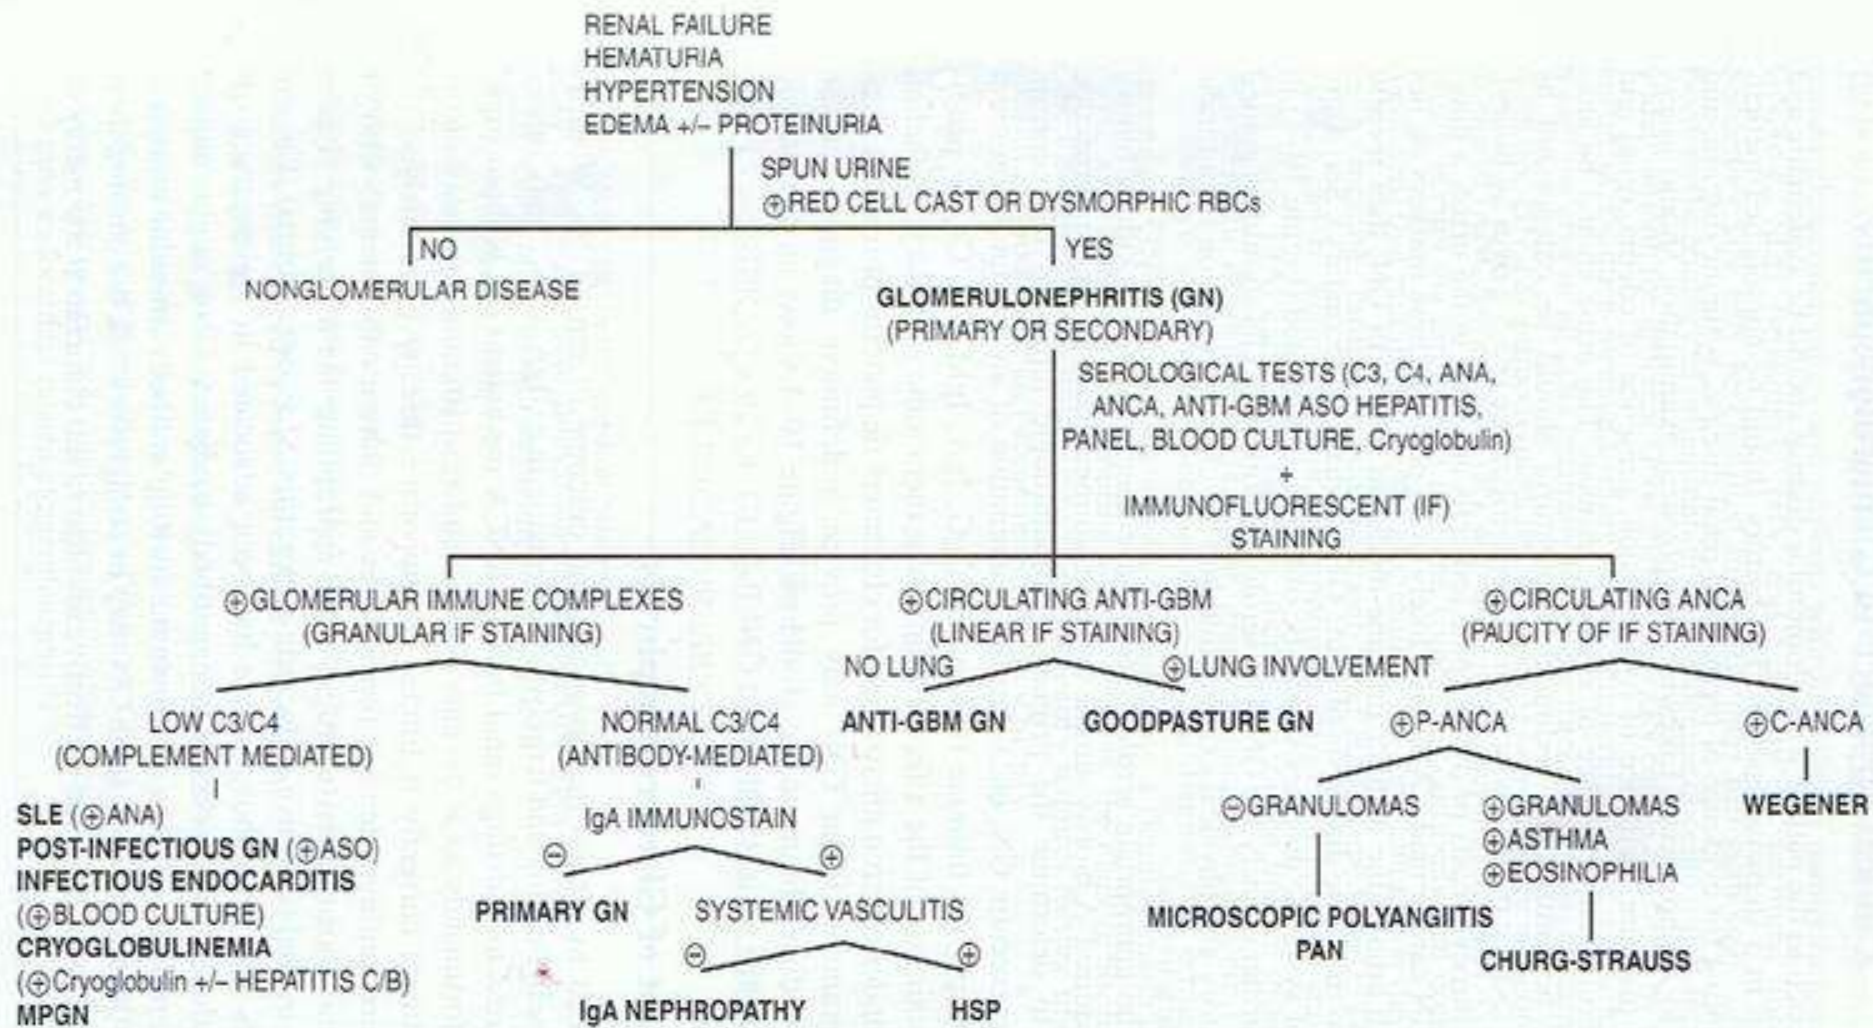 RENAL FAILURE
HEMATURIA
HYPERTENSION
EDEMA +/– PROTEINURIA
SPUN URINE
⊕RED CELL CAST OR DYSMORPHIC RBCs
NO
YES
NONGLOMERULAR DISEASE
GLOMERULONEPHRITIS (GN)
(PRIMARY OR SECONDARY)
SEROLOGICAL TESTS (C3, C4, ANA,
ANCA, ANTI-GBM ASO HEPATITIS,
PANEL, BLOOD CULTURE, Cryoglobulin)
+
IMMUNOFLUORESCENT (IF)
STAINING
⊕GLOMERULAR IMMUNE COMPLEXES
(GRANULAR IF STAINING)
⊕CIRCULATING ANTI-GBM
(LINEAR IF STAINING)
⊕CIRCULATING ANCA
(PAUCITY OF IF STAINING)
NO LUNG
⊕LUNG INVOLVEMENT
LOW C3/C4
(COMPLEMENT MEDIATED)
NORMAL C3/C4
(ANTIBODY-MEDIATED)
ANTI-GBM GN
GOODPASTURE GN
⊕P-ANCA
⊕C-ANCA
SLE (⊕ANA)
POST-INFECTIOUS GN (⊕ASO)
INFECTIOUS ENDOCARDITIS
(⊕BLOOD CULTURE)
CRYOGLOBULINEMIA
(⊕Cryoglobulin +/– HEPATITIS C/B)
MPGN
IgA IMMUNOSTAIN
⊖
⊕
PRIMARY GN
SYSTEMIC VASCULITIS
⊖
⊕
IgA NEPHROPATHY
HSP
⊖GRANULOMAS
⊕GRANULOMAS
⊕ASTHMA
⊕EOSINOPHILIA
WEGENER
MICROSCOPIC POLYANGIITIS
PAN
CHURG-STRAUSS